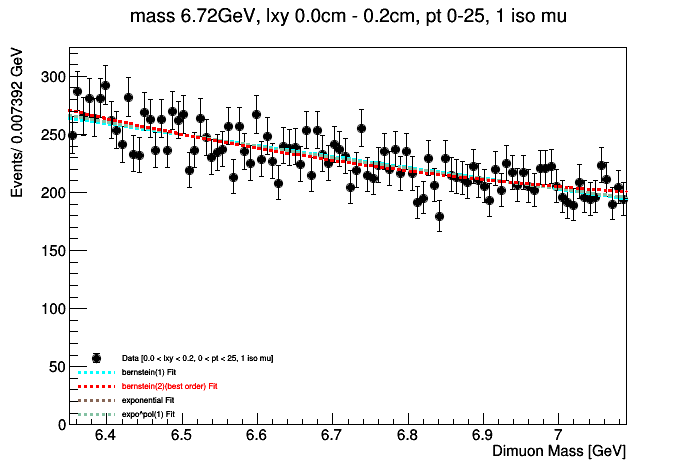 mass 6.72GeV, lxy 0.0cm - 0.2cm, pt 0-25, 1 iso mu
Events/ 0.007392 GeV
300
250
200
150
100
50
0
Data [0.0 < lxy < 0.2, 0 < pt < 25, 1 iso mu]
bernstein(1) Fit
bernstein(2)(best order) Fit
exponential Fit
expo*pol(1) Fit
6.4 6.5 6.6 6.7 6.8 6.9 7
Dimuon Mass [GeV]